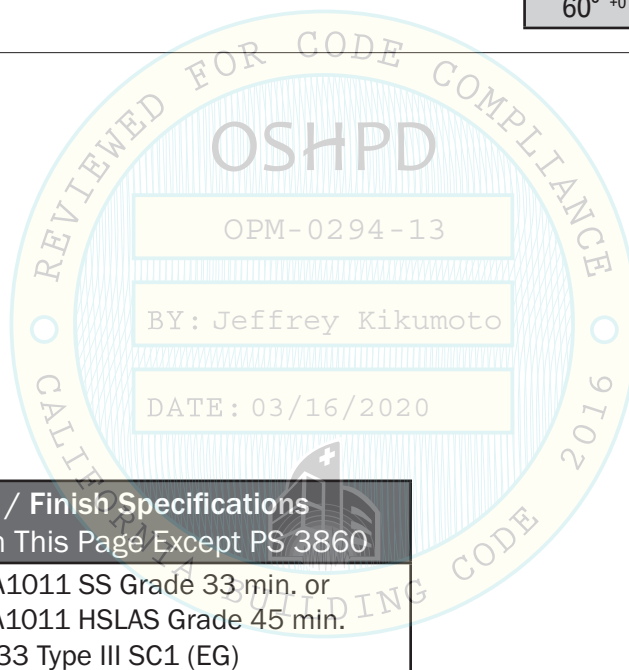 60° +0
REVIEWED FOR CODE COMPLIANCE
OSHPD
OPM-0294-13
BY: Jeffrey Kikumoto
DATE: 03/16/2020
CALIFORNIA BUILDING CODE 2016
/ Finish Specifications
This Page Except PS 3860
A1011 SS Grade 33 min. or
A1011 HSLAS Grade 45 min.
33 Type III SC1 (EG)